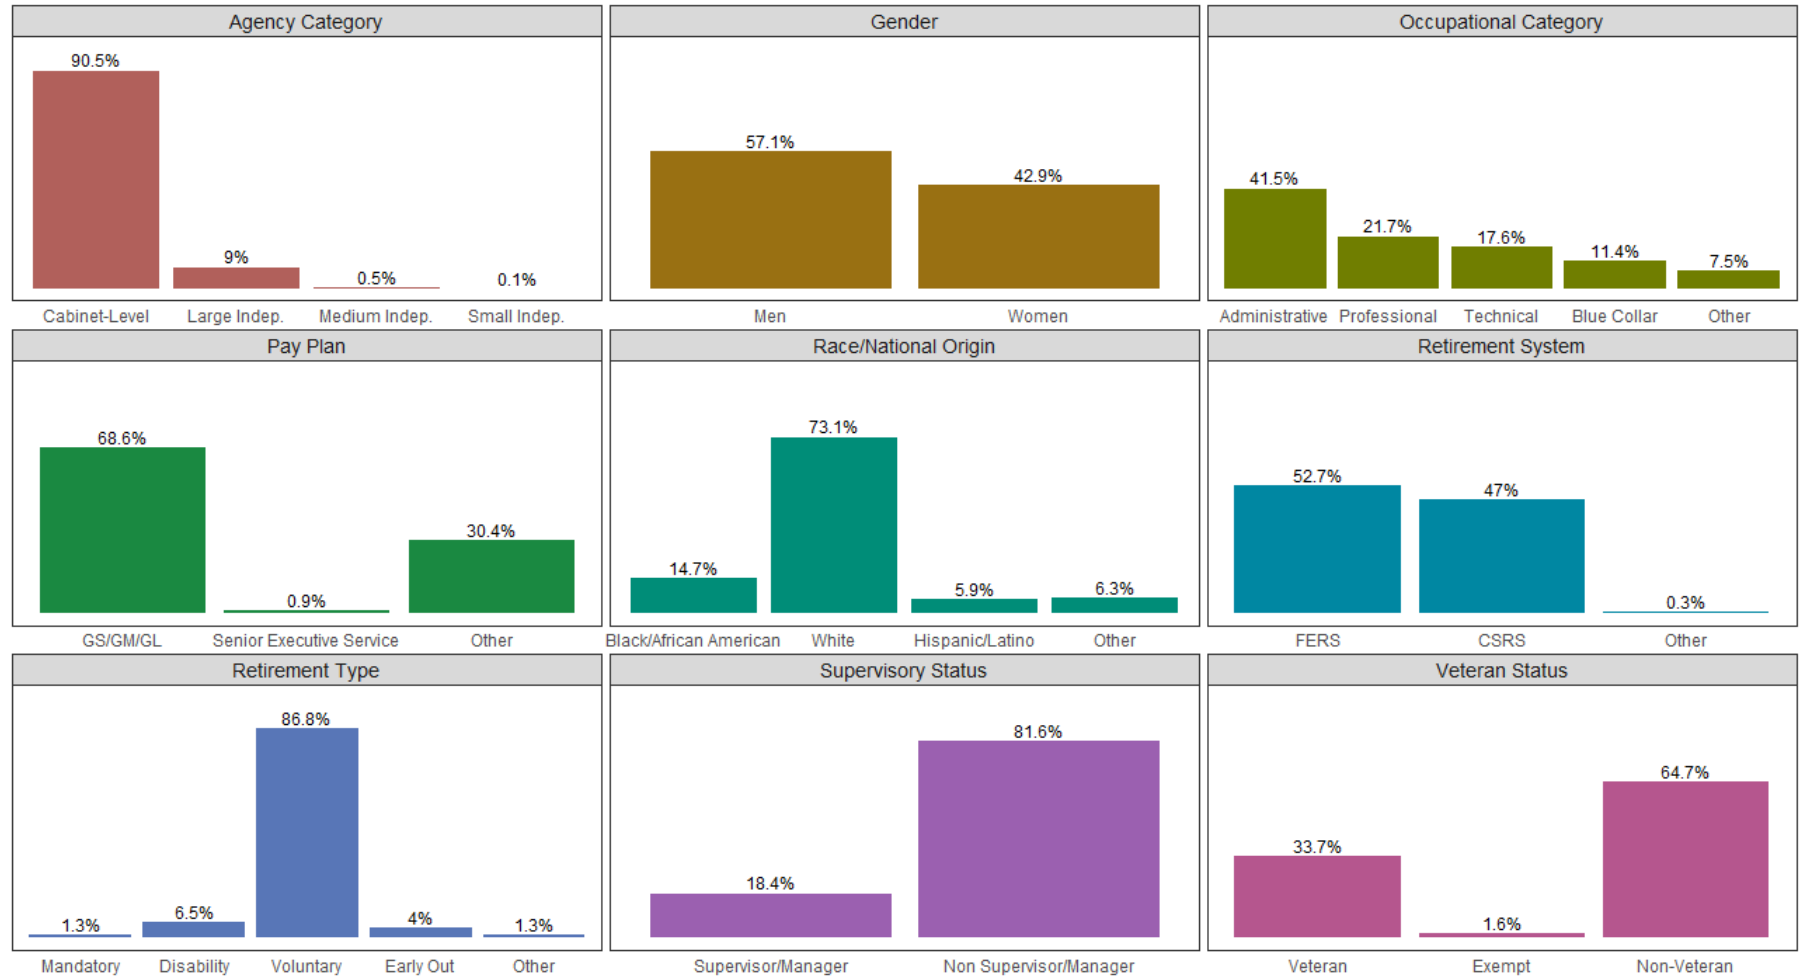 Agency Category
90.5%
9%
0.5%
0.1%
Cabinet-Level Large Indep. Medium Indep. Small Indep.
Gender
57.1%
42.9%
Men Women
Occupational Category
41.5%
21.7%
17.6%
11.4%
7.5%
Administrative Professional Technical Blue Collar Other
Pay Plan
68.6%
0.9%
30.4%
GS/GM/GL Senior Executive Service Other
Race/National Origin
14.7%
73.1%
5.9%
6.3%
Black/African American White Hispanic/Latino Other
Retirement System
52.7%
47%
0.3%
FERS CSRS Other
Retirement Type
1.3%
6.5%
86.8%
4%
1.3%
Mandatory Disability Voluntary Early Out Other
Supervisory Status
18.4%
81.6%
Supervisor/Manager Non Supervisor/Manager
Veteran Status
33.7%
1.6%
64.7%
Veteran Exempt Non-Veteran